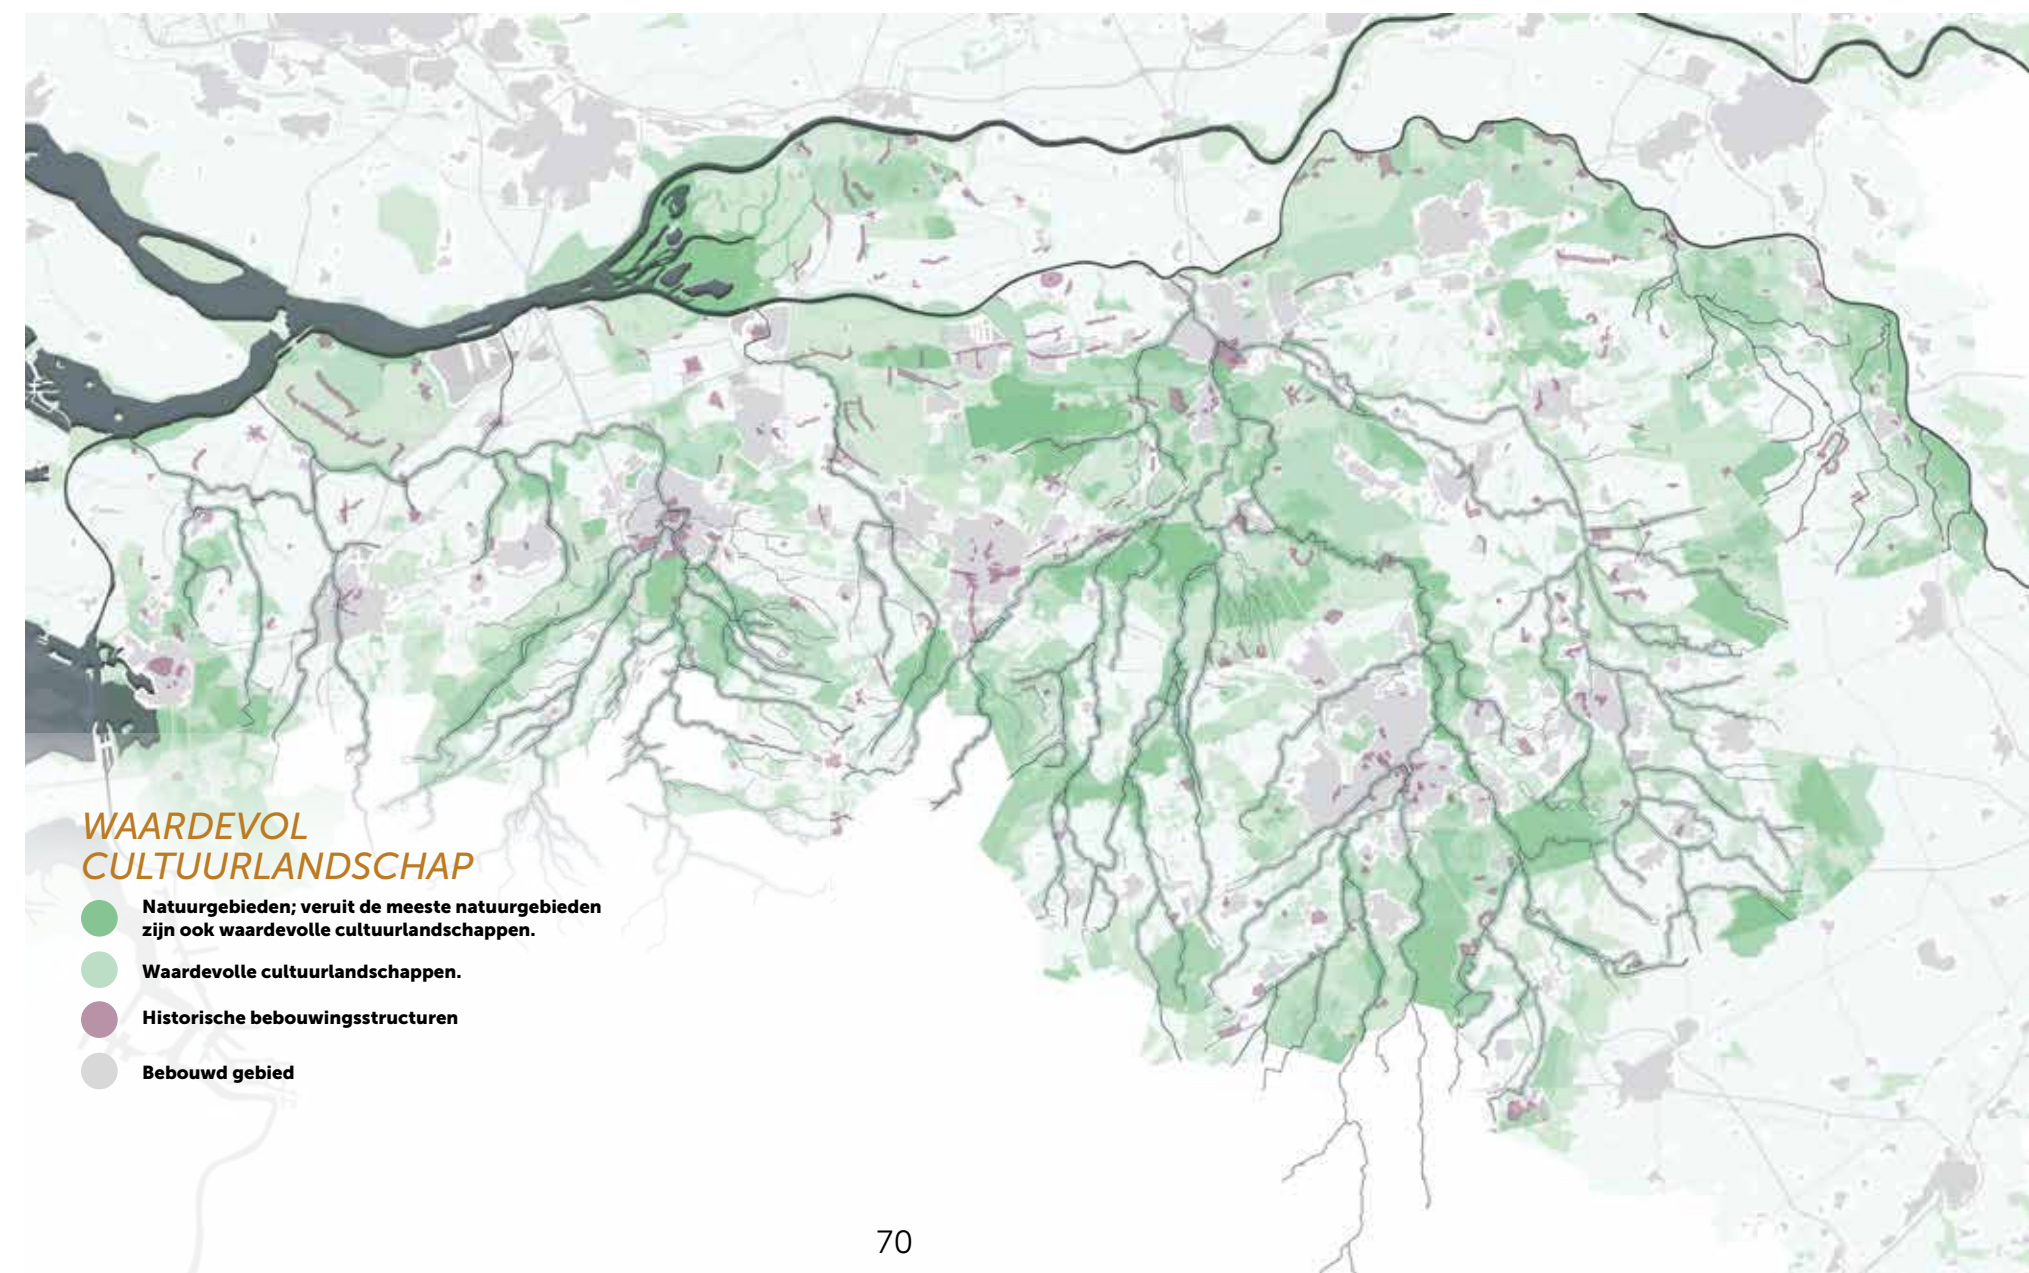 WAARDEVOL
CULTUURLANDSCHAP
Natuurgebieden; veruit de meeste natuurgebieden
zijn ook waardevolle cultuurlandschappen.
Waardevolle cultuurlandschappen.
Historische bebouwingsstructuren
Bebouwd gebied
70